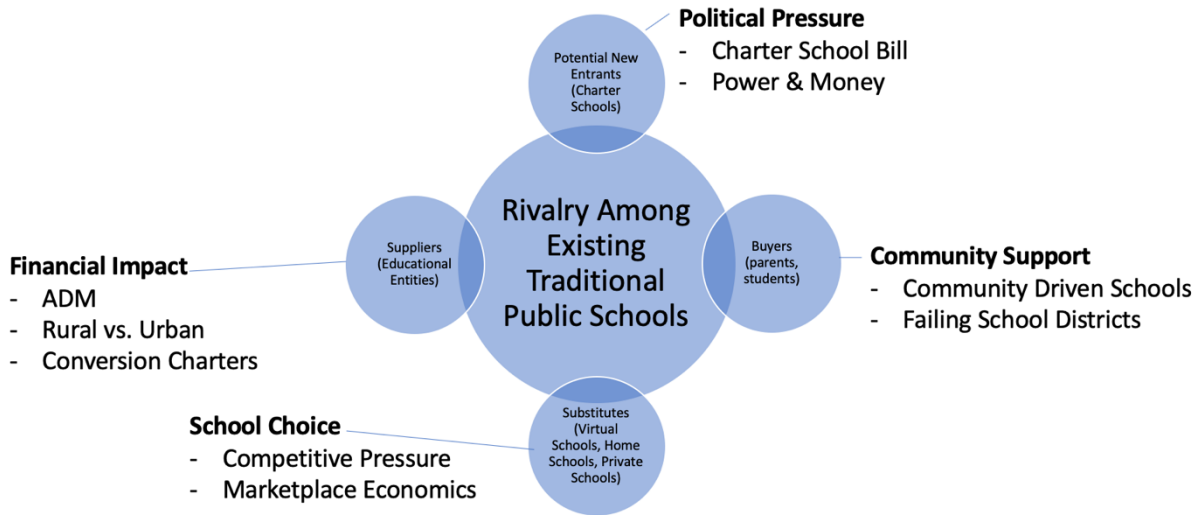 Political Pressure
- Charter School Bill
- Power & Money
Potential New
Entrants
(Charter
Schools)
Rivalry Among
Existing
Traditional
Public Schools
Suppliers
(Educational
Entities)
Buyers
(parents,
students)
Financial Impact
- ADM
- Rural vs. Urban
- Conversion Charters
Community Support
- Community Driven Schools
- Failing School Districts
Substitutes
(Virtual
Schools, Home
Schools, Private
Schools)
School Choice
- Competitive Pressure
- Marketplace Economics